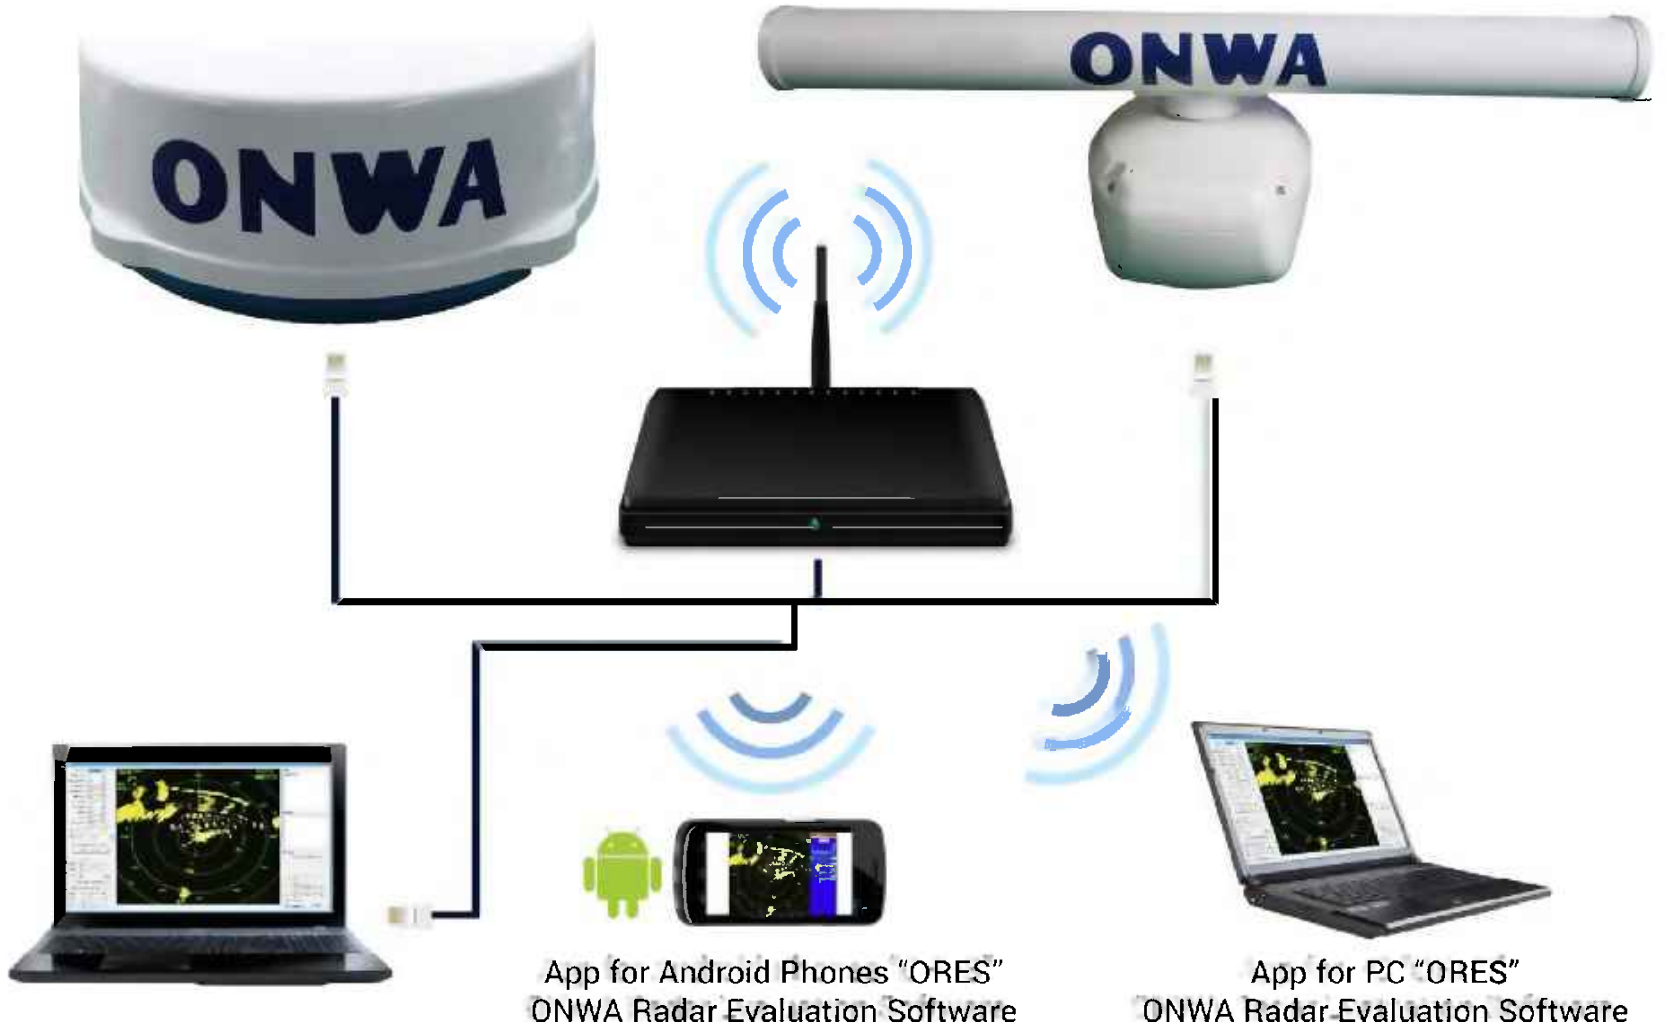 ONWA
ONWA
App for Android Phones “ORES”
ONWA Radar Evaluation Software
App for PC “ORES”
ONWA Radar Evaluation Software